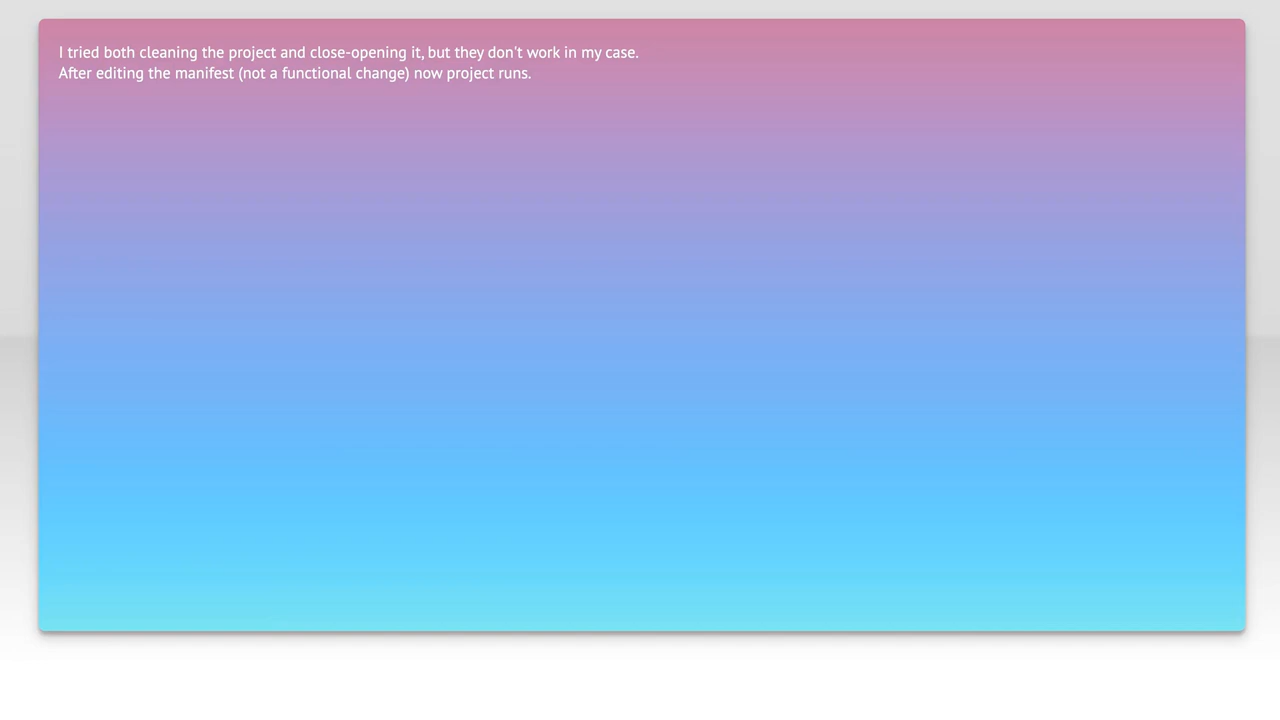 I tried both cleaning the project and close-opening it, but they don't work in my case.
After editing the manifest (not a functional change) now project runs.